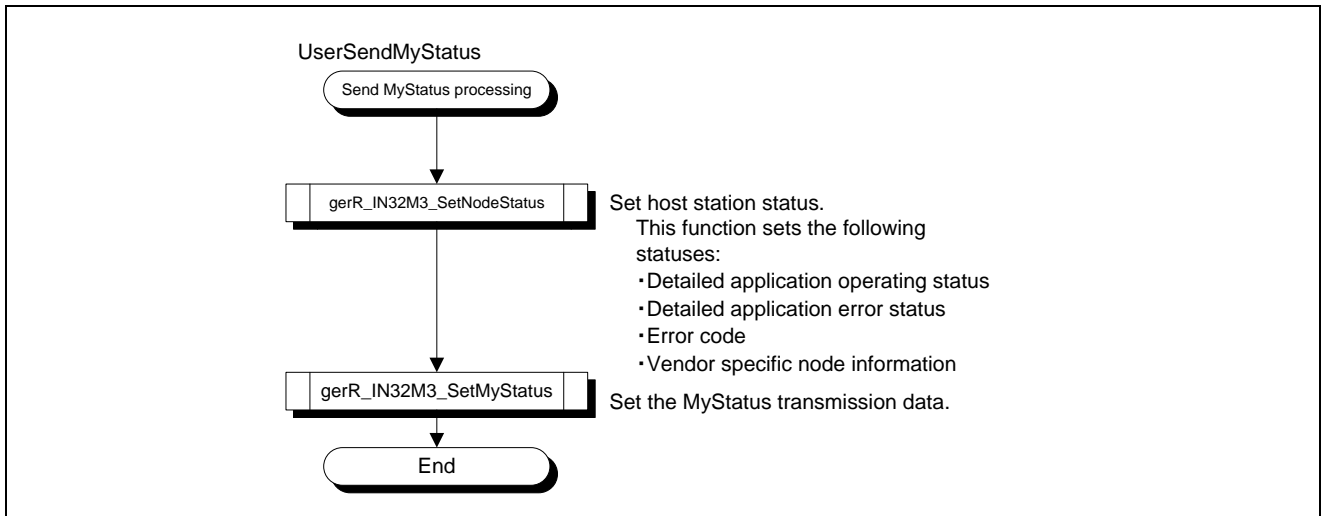 UserSendMyStatus
Send MyStatus processing
gerR_IN32M3_SetNodeStatus
Set host station status.
This function sets the following
statuses:
・Detailed application operating status
・Detailed application error status
・Error code
・Vendor specific node information
gerR_IN32M3_SetMyStatus
Set the MyStatus transmission data.
End